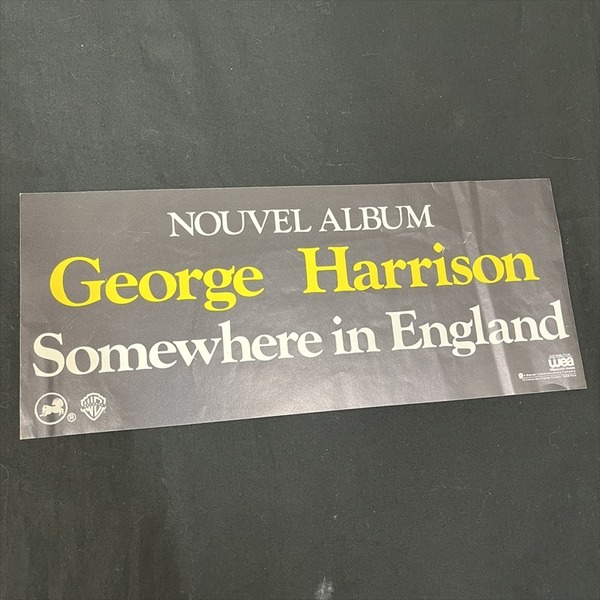 NOUVEL ALBUM
George Harrison
Somewhere in England
®
wea